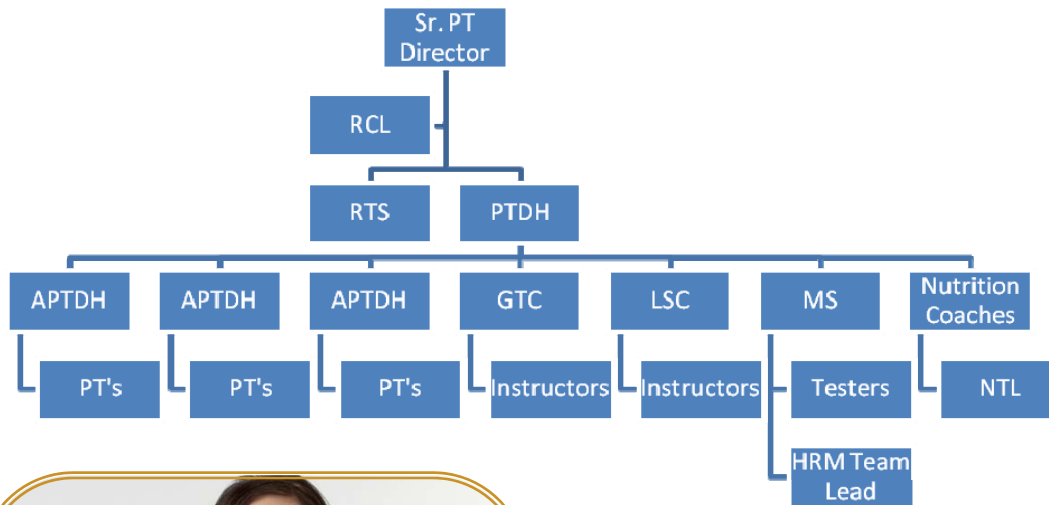 Sr. PT
Director
RCL
RTS
PTDH
APTDH
APTDH
APTDH
GTC
LSC
MS
Nutrition
Coaches
PT's
PT's
PT's
Instructors
Instructors
Testers
NTL
HRM Team
Lead